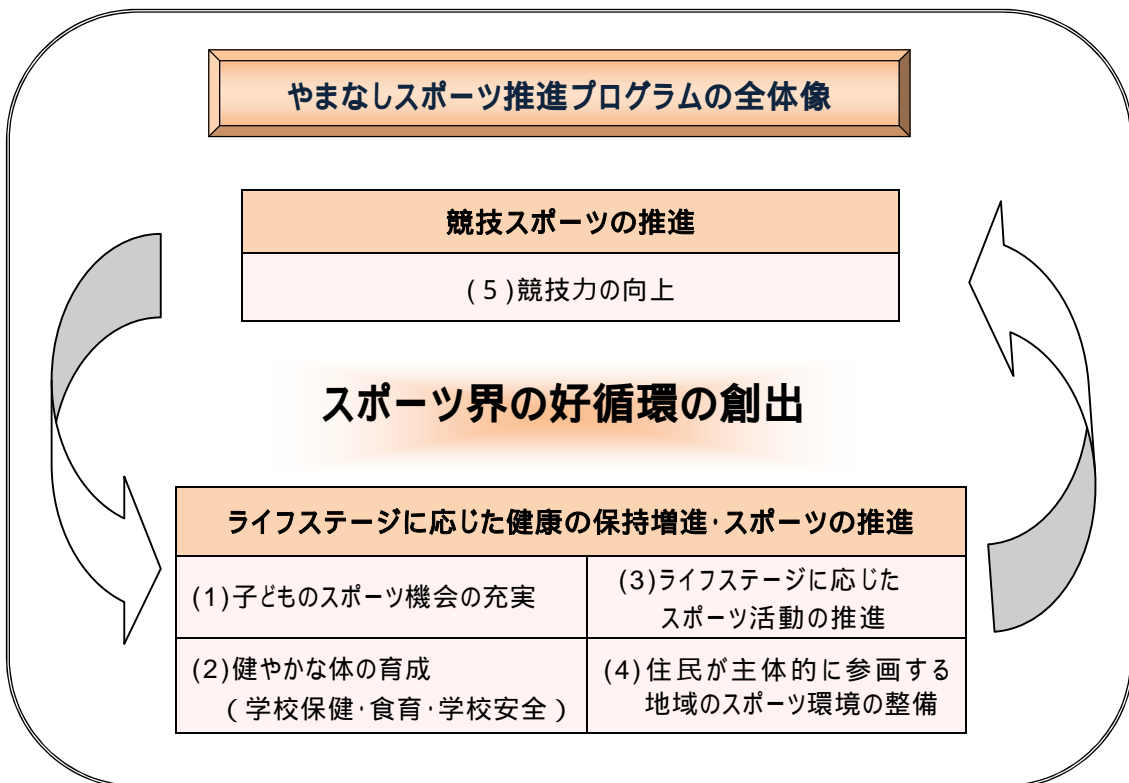 やまなしスポーツ推進プログラムの全体像
競技スポーツの推進
(5)競技力の向上
スポーツ界の好循環の創出
ライフステージに応じた健康の保持増進・スポーツの推進
(1)子どものスポーツ機会の充実
(3)ライフステージに応じた
スポーツ活動の推進
(2)健やかな体の育成
(学校保健・食育・学校安全)
(4)住民が主体的に参画する
地域のスポーツ環境の整備